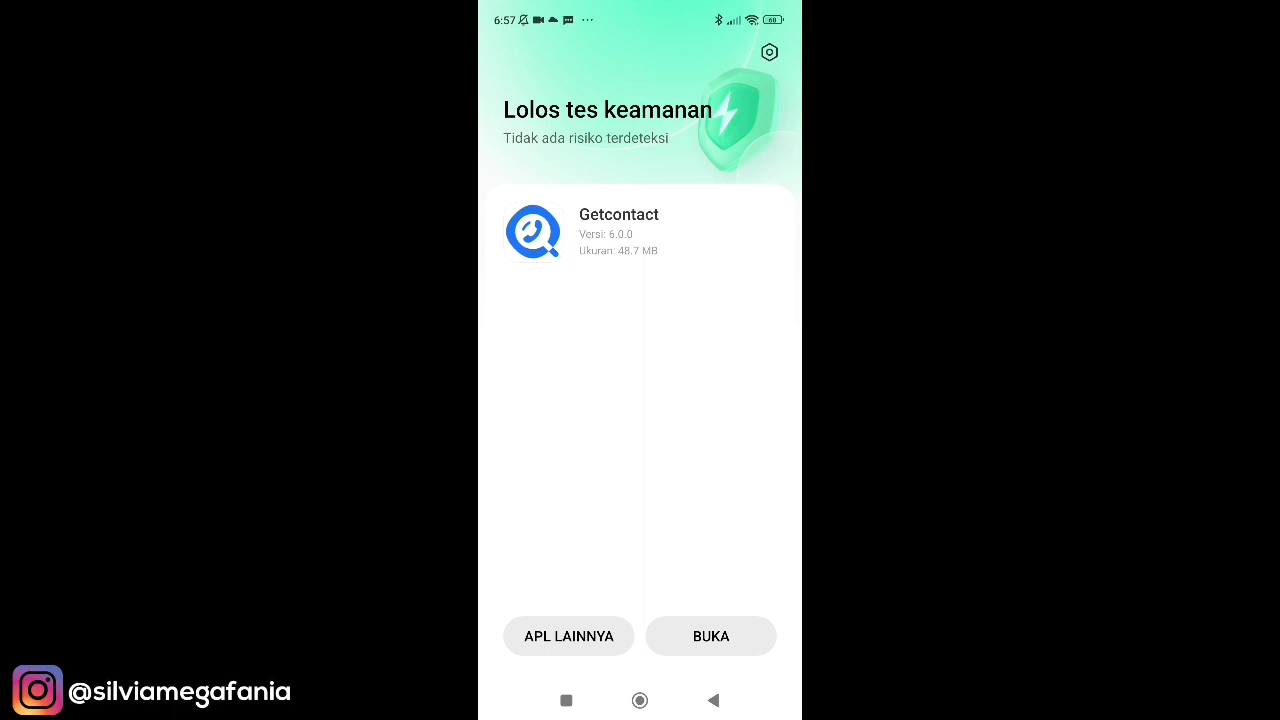 6:57
68
Lolos tes keamanan
Tidak ada risiko terdeteksi
Getcontact
Versi: 6.0.0
Ukuran: 48.7 MB
APL LAINNYA
BUKA
@silviamegafania